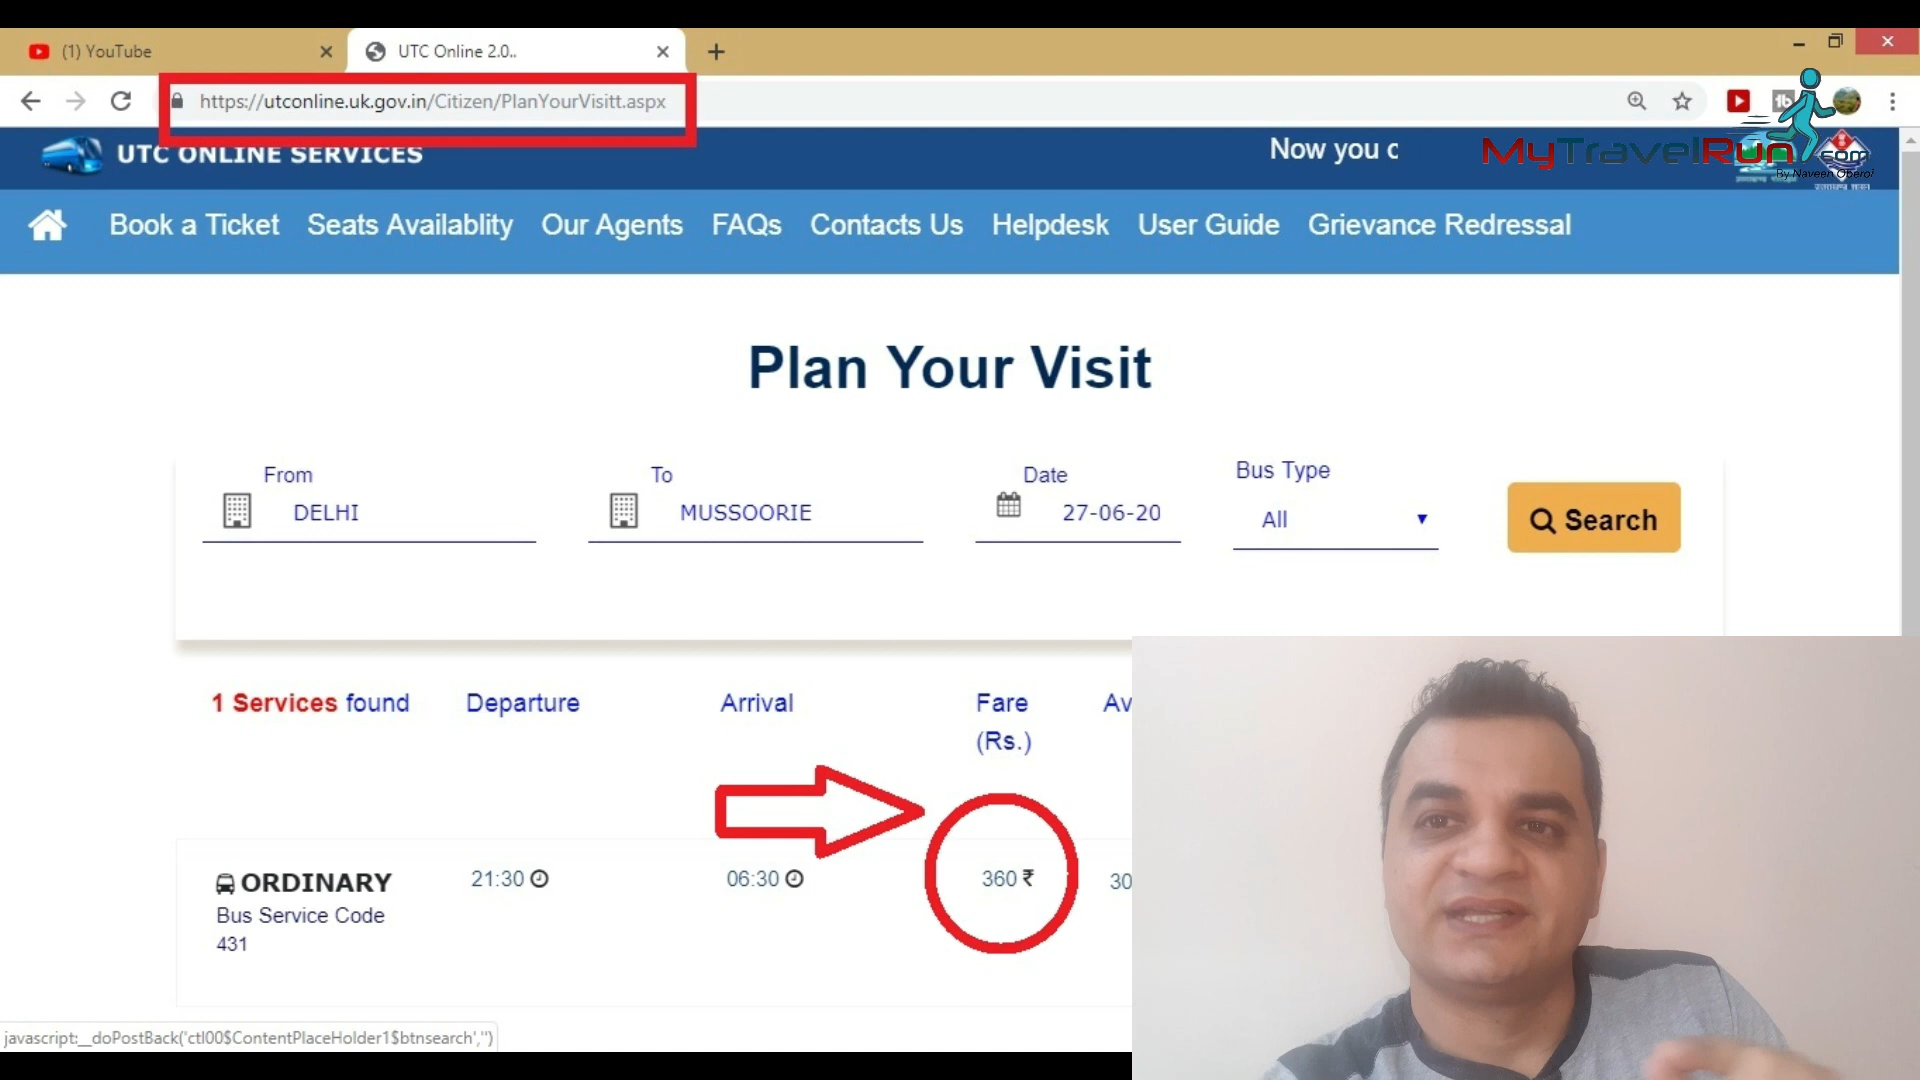 (1) YouTube
UTC Online 2.0..
https://utconline.uk.gov.in/Citizen/PlanYourVisitt.aspx
UTC ONLINE SERVICES
Now you c
MyTravelRun.com
By Naveen Oberoi
Book a Ticket Seats Availablity Our Agents FAQs Contacts Us Helpdesk User Guide Grievance Redressal
Plan Your Visit
From To Date Bus Type
DELHI MUSSOORIE 27-06-20 All Search
1 Services found Departure Arrival Fare Av
(Rs.)
ORDINARY 21:30 06:30 360 ₹ 30
Bus Service Code
431
javascript:__doPostBack('ctl00$ContentPlaceHolder1$btnsearch','')